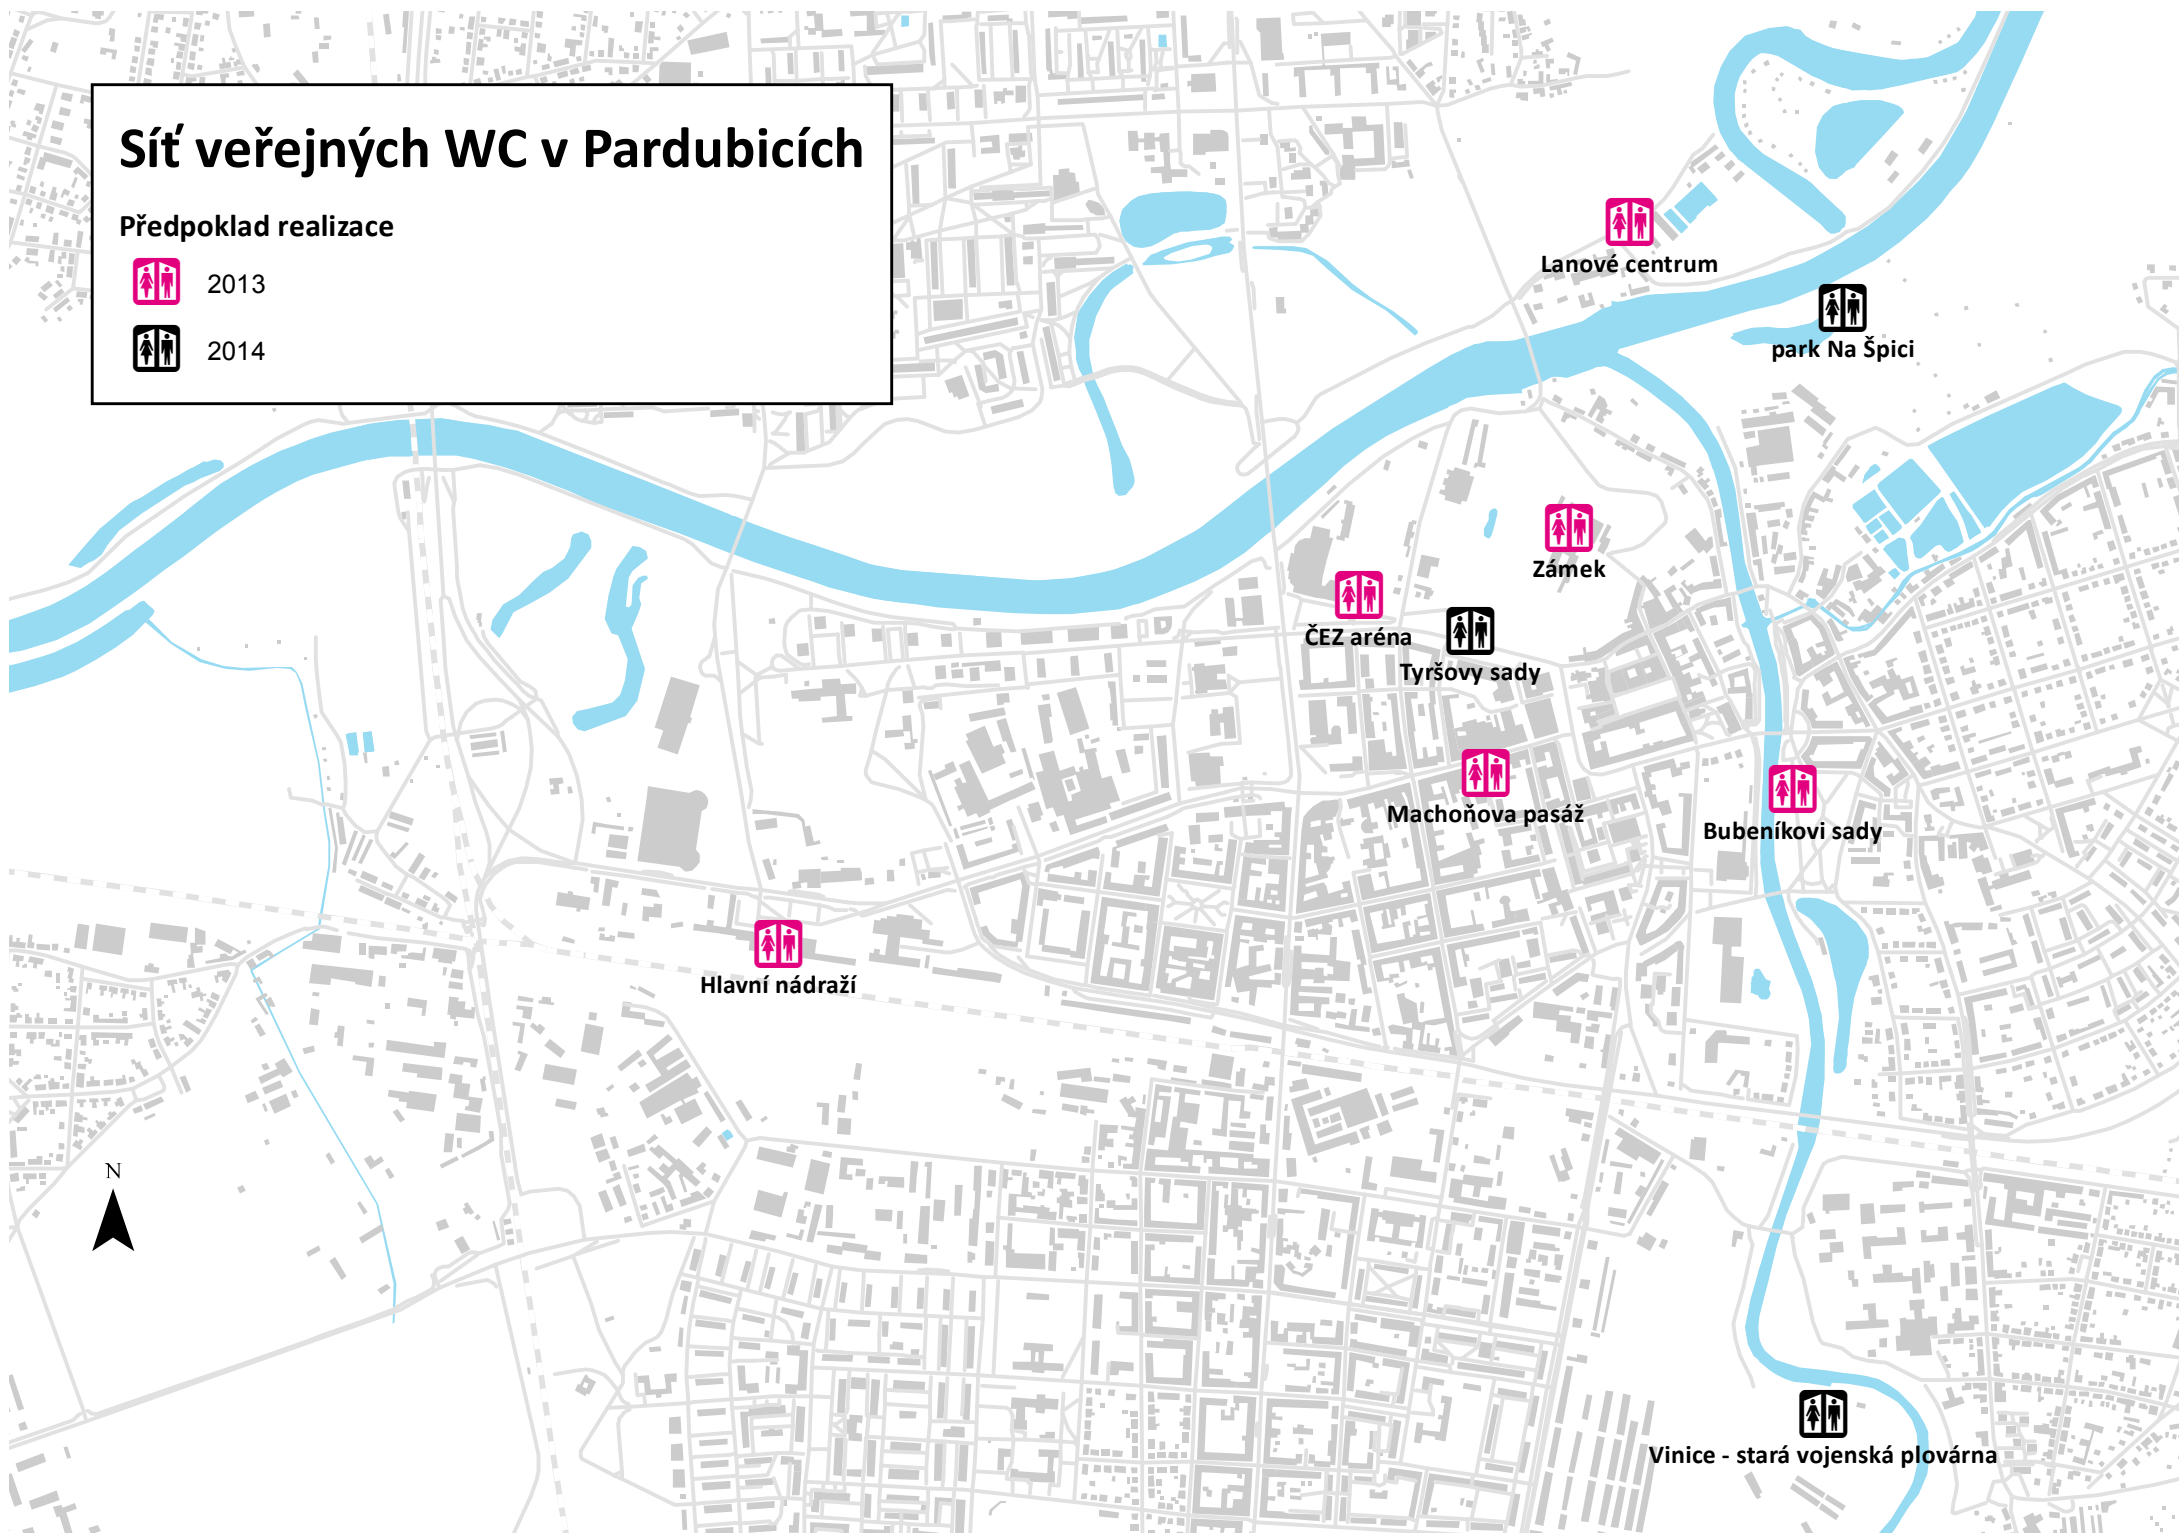 Síť veřejných WC v Pardubicích
Předpoklad realizace
2013
2014
Lanové centrum
park Na Špici
Zámek
ČEZ aréna
Tyršovy sady
Machoňova pasáž
Bubeníkovi sady
Hlavní nádraží
N
Vinice - stará vojenská plovárna